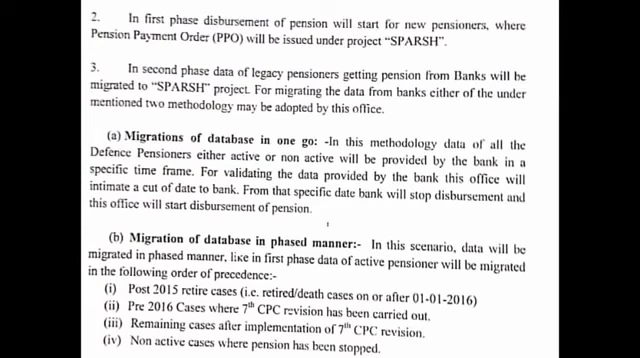 2. In first phase disbursement of pension will start for new pensioners, where
Pension Payment Order (PPO) will be issued under project “SPARSH”.
3. In second phase data of legacy pensioners getting pension from Banks will be
migrated to “SPARSH” project. For migrating the data from banks either of the under
mentioned two methodology may be adopted by this office.
(a) Migrations of database in one go: -In this methodology data of all the
Defence Pensioners either active or non active will be provided by the bank in a
specific time frame. For validating the data provided by the bank this office will
intimate a cut of date to bank. From that specific date bank will stop disbursement and
this office will start disbursement of pension.
(b) Migration of database in phased manner:- In this scenario, data will be
migrated in phased manner, like in first phase data of active pensioner will be migrated
in the following order of precedence:-
(i) Post 2015 retire cases (i.e. retired/death cases on or after 01-01-2016)
(ii) Pre 2016 Cases where 7th CPC revision has been carried out.
(iii) Remaining cases after implementation of 7th CPC revision.
(iv) Non active cases where pension has been stopped.